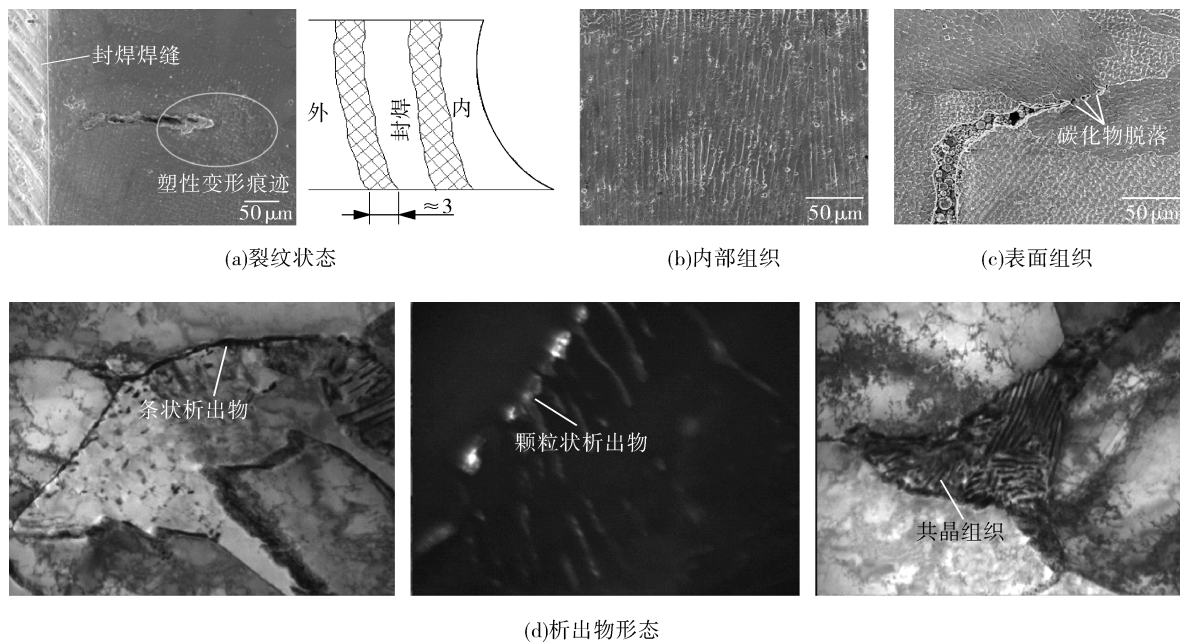 封焊焊缝
塑性变形痕迹
50 μm
外
封焊
内
≈3
50 μm
碳化物脱落
50 μm
(a)裂纹状态
(b)内部组织
(c)表面组织
条状析出物
颗粒状析出物
共晶组织
(d)析出物形态